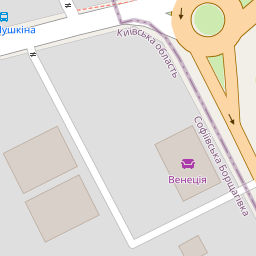 Київська область
Пушкіна
Софіївська Борщагівка
Венеція